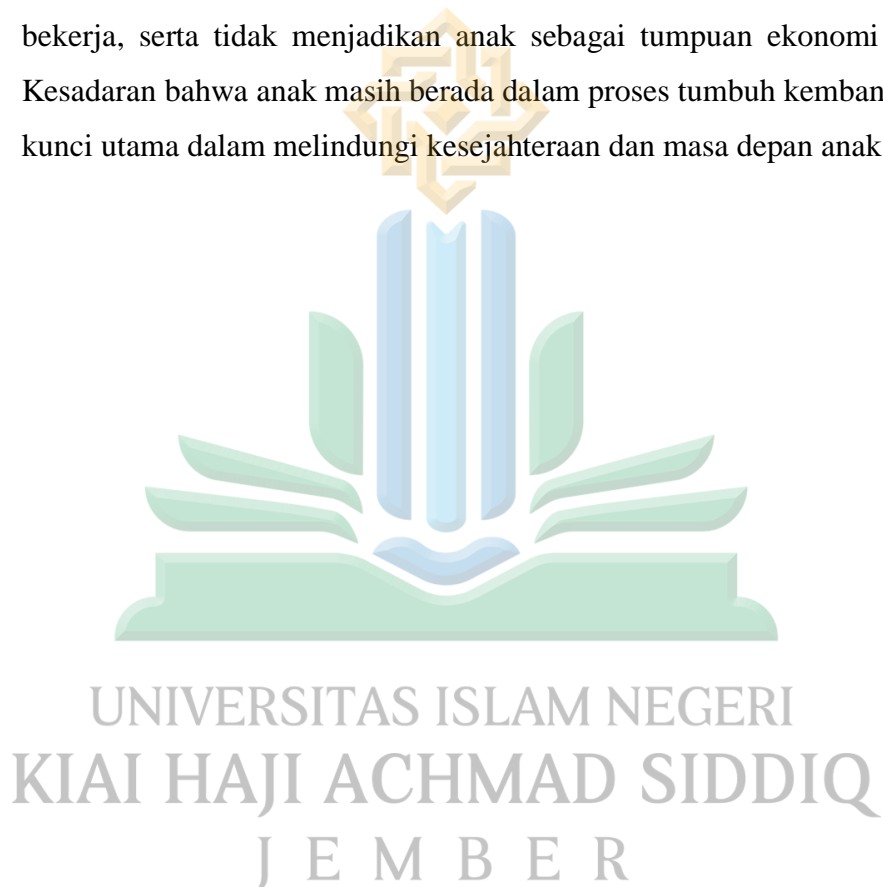 bekerja, serta tidak menjadikan anak sebagai tumpuan ekonomi
Kesadaran bahwa anak masih berada dalam proses tumbuh kemban
kunci utama dalam melindungi kesejahteraan dan masa depan anak
UNIVERSITAS ISLAM NEGERI
KIAI HAJI ACHMAD SIDDIQ
J E M B E R